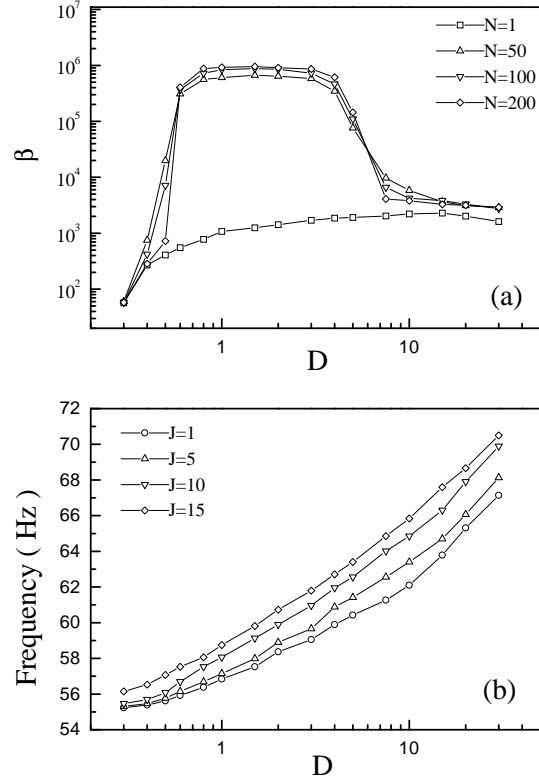 10^7
10^6
10^5
10^4
10^3
10^2
β
N=1
N=50
N=100
N=200
(a)
1
10
D
72
70
68
66
64
62
60
58
56
54
Frequency ( Hz )
J=1
J=5
J=10
J=15
(b)
1
10
D